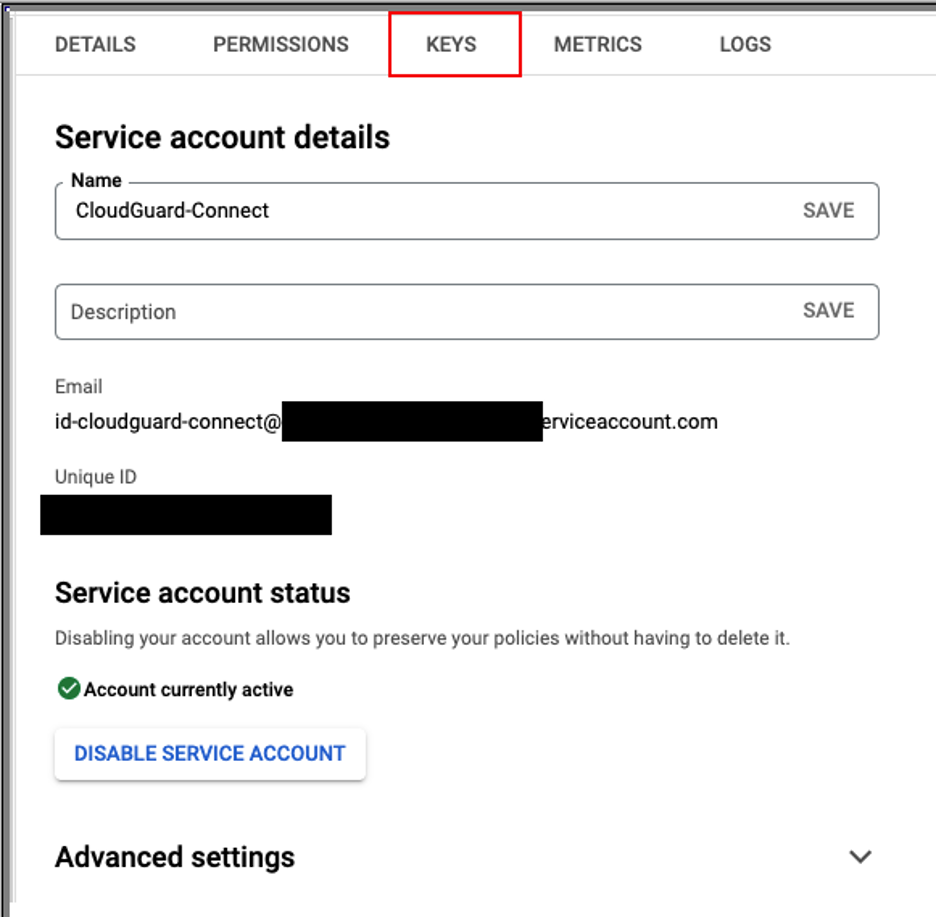 DETAILS PERMISSIONS KEYS METRICS LOGS
Service account details
Name
CloudGuard-Connect SAVE
Description SAVE
Email
id-cloudguard-connect@ erviceaccount.com
Unique ID
Service account status
Disabling your account allows you to preserve your policies without having to delete it.
Account currently active
DISABLE SERVICE ACCOUNT
Advanced settings